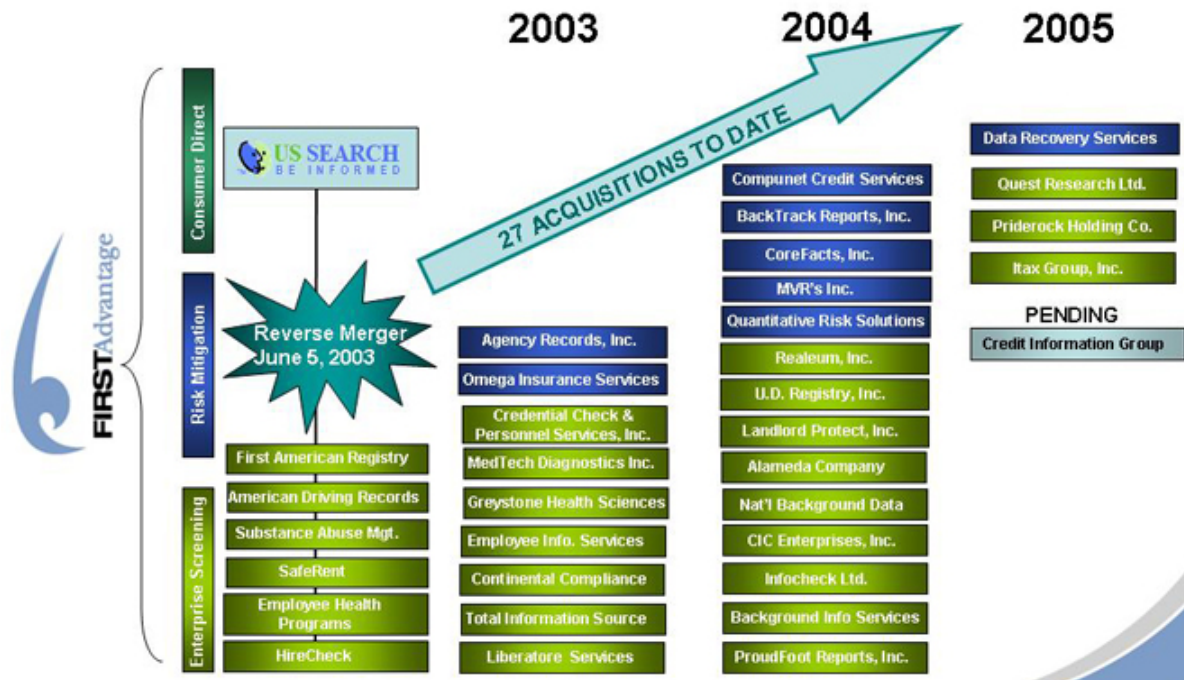 2003
2004
2005
27 ACQUISITIONS TO DATE
FIRSTAdvantage
Consumer Direct
Risk Mitigation
Enterprise Screening
US SEARCH
BE INFORMED
Reverse Merger
June 5, 2003
First American Registry
American Driving Records
Substance Abuse Mgt.
SafeRent
Employee Health
Programs
HireCheck
Agency Records, Inc.
Omega Insurance Services
Credential Check &
Personnel Services, Inc.
MedTech Diagnostics Inc.
Greystone Health Sciences
Employee Info. Services
Continental Compliance
Total Information Source
Liberatore Services
Compunet Credit Services
BackTrack Reports, Inc.
CoreFacts, Inc.
MVR's Inc.
Quantitative Risk Solutions
Realeum, Inc.
U.D. Registry, Inc.
Landlord Protect, Inc.
Alameda Company
Nat'l Background Data
CIC Enterprises, Inc.
Infocheck Ltd.
Background Info Services
ProudFoot Reports, Inc.
Data Recovery Services
Quest Research Ltd.
Priderock Holding Co.
Itax Group, Inc.
PENDING
Credit Information Group